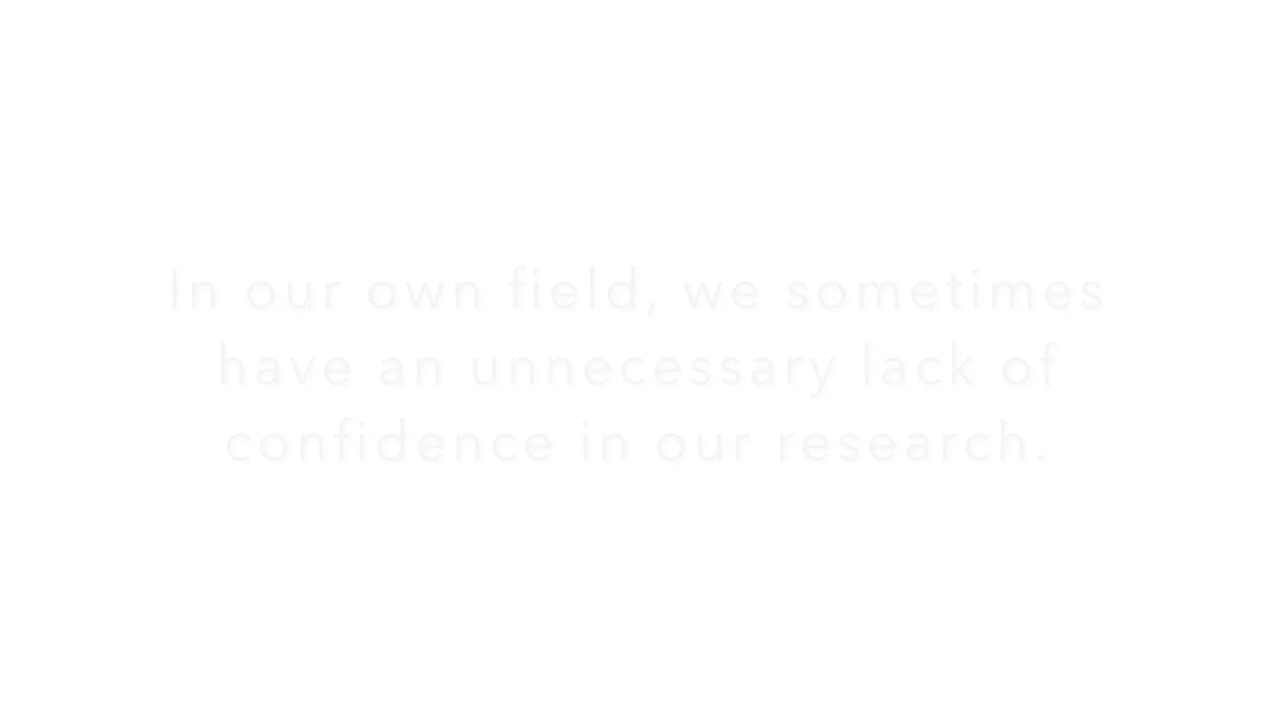 In our own field, we sometimes
have an unnecessary lack of
confidence in our research.